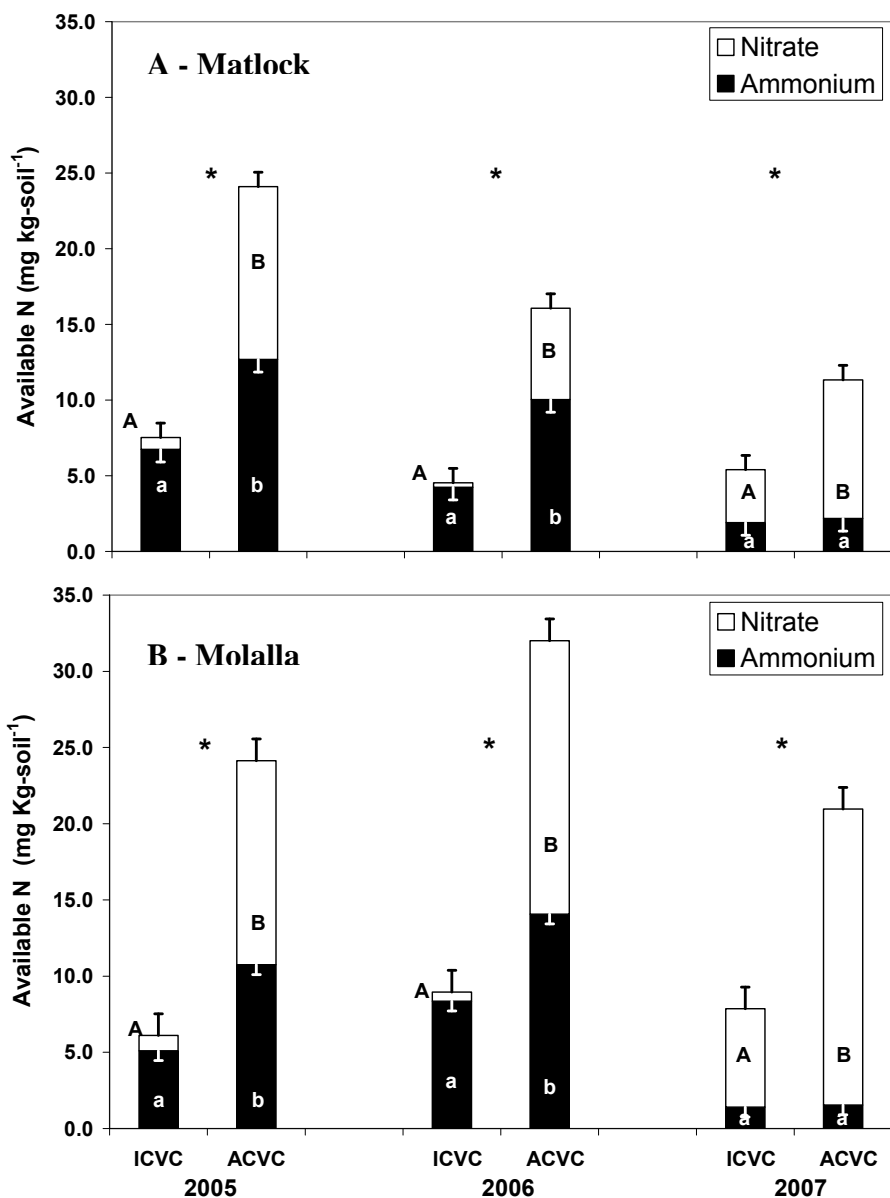 35.0
A - Matlock
Nitrate
Ammonium
30.0
25.0
20.0
15.0
10.0
5.0
0.0
Available N (mg kg-soil-1)
* * *
A a B b
A a B b
A a B a
35.0
B - Molalla
Nitrate
Ammonium
30.0
25.0
20.0
15.0
10.0
5.0
0.0
Available N (mg Kg-soil-1)
* * *
A a B b
A a B b
A a B a
ICVC ACVC ICVC ACVC ICVC ACVC
2005 2006 2007